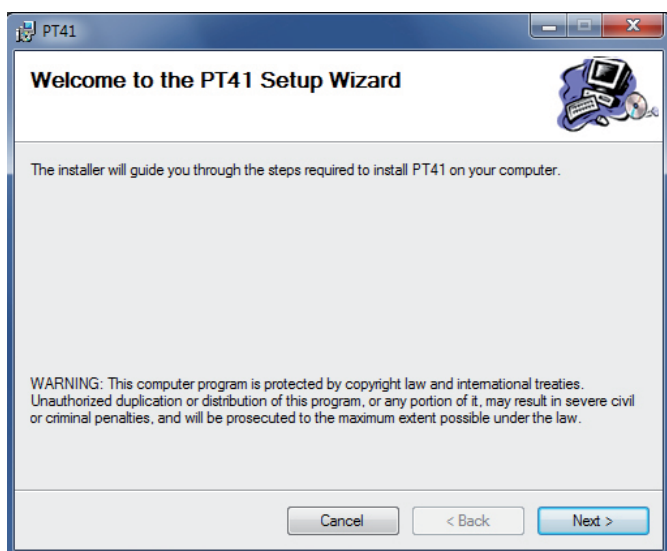 PT41
Welcome to the PT41 Setup Wizard
The installer will guide you through the steps required to install PT41 on your computer.
WARNING: This computer program is protected by copyright law and international treaties.
Unauthorized duplication or distribution of this program, or any portion of it, may result in severe civil
or criminal penalties, and will be prosecuted to the maximum extent possible under the law.
Cancel
< Back
Next >